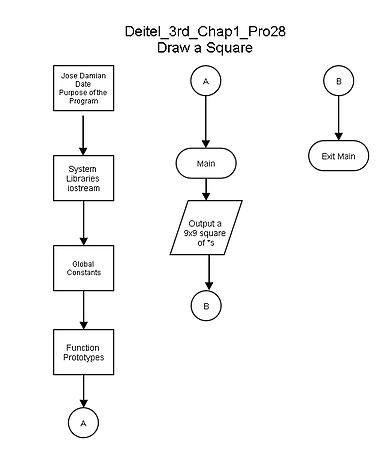 Deitel_3rd_Chap1_Pro28
Draw a Square
Jose Damian
Date
Purpose of the
Program
System
Libraries
iostream
Global
Constants
Function
Prototypes
A
A
Main
Output a
9x9 square
of *s
B
B
Exit Main